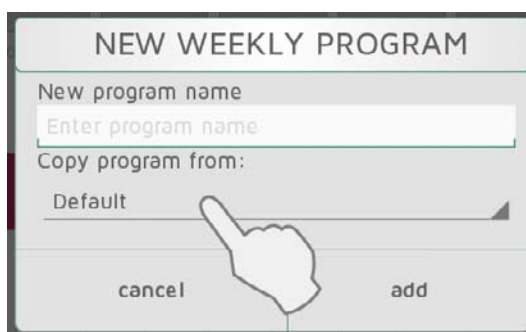 NEW WEEKLY PROGRAM
New program name
Enter program name
Copy program from:
Default
cancel
add